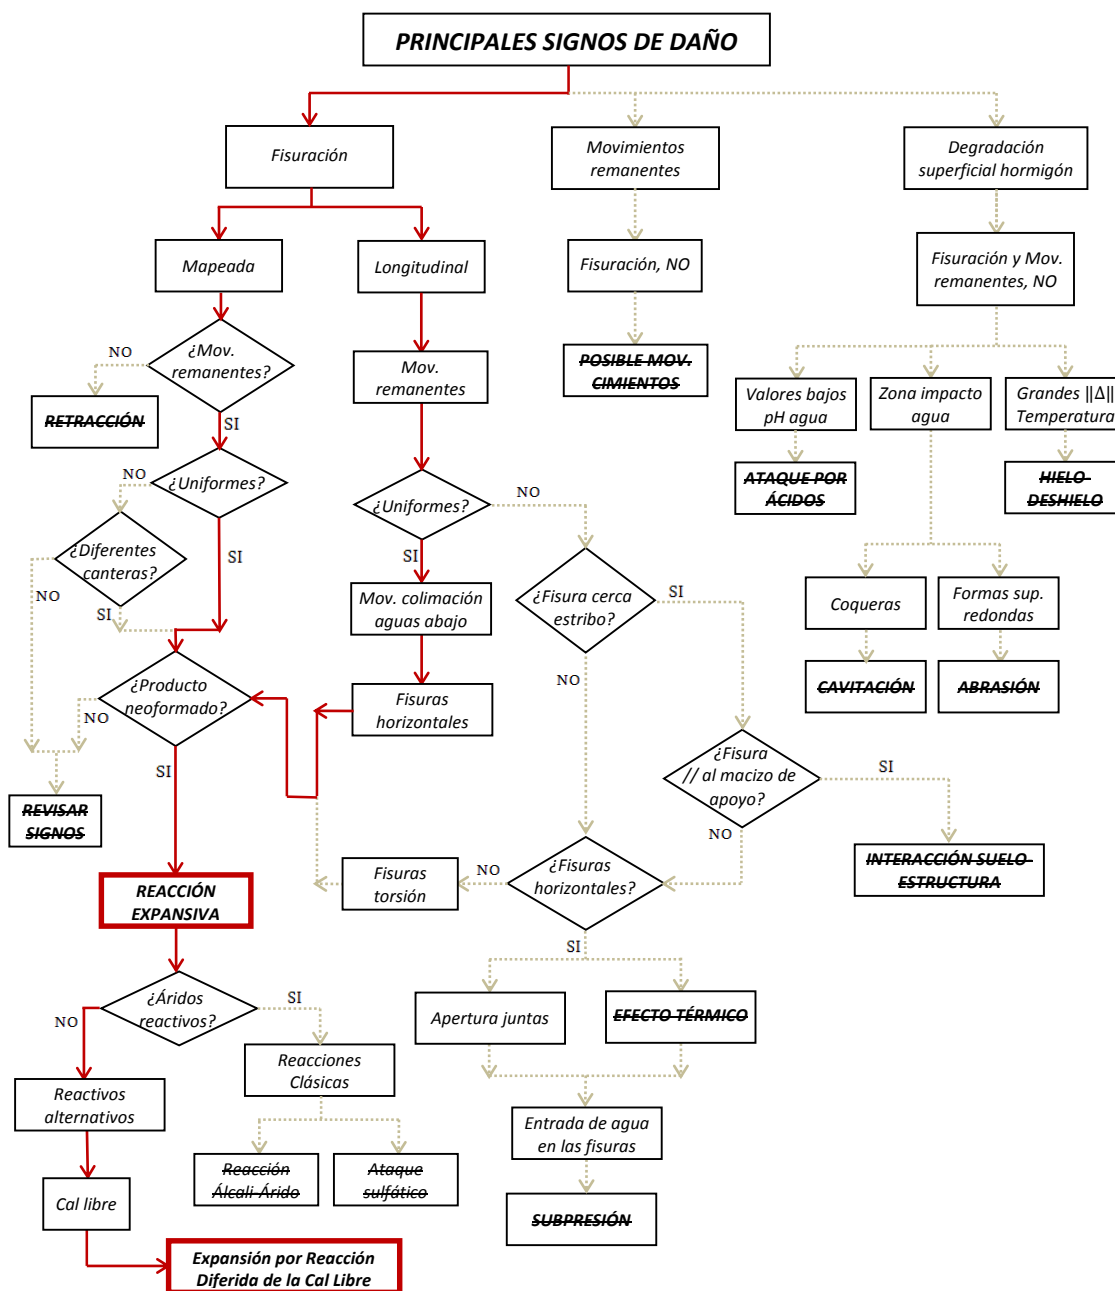 PRINCIPALES SIGNOS DE DAÑO
Fisuración
Movimientos
remanentes
Degradación
superficial hormigón
Mapeada
Longitudinal
Fisuración, NO
Fisuración y Mov.
remanentes, NO
NO
¿Mov.
remanentes?
Mov.
remanentes
POSIBLE MOV.
CIMIENTOS
Valores bajos
pH agua
Zona impacto
agua
Grandes ||Δ||
Temperatura
RETRACCIÓN
SI
NO
¿Uniformes?
¿Uniformes?
NO
ATAQUE POR
ÁCIDOS
HIELO-
DESHIELO
¿Diferentes
canteras?
SI
SI
NO
SI
Mov. colimación
aguas abajo
¿Fisura cerca
estribo?
SI
Coqueras
Formas sup.
redondas
NO
¿Producto
neoformado?
NO
Fisuras
horizontales
CAVITACIÓN
ABRASIÓN
SI
¿Fisura
// al macizo de
apoyo?
SI
NO
REVISAR
SIGNOS
REACCIÓN
EXPANSIVA
Fisuras
torsión
NO
¿Fisuras
horizontales?
INTERACCIÓN SUELO-
ESTRUCTURA
SI
NO
¿Áridos
reactivos?
SI
Apertura juntas
EFECTO TÉRMICO
Reactivos
alternativos
Reacciones
Clásicas
Entrada de agua
en las fisuras
Reacción
Álcali-Árido
Ataque
sulfático
Cal libre
SUBPRESIÓN
Expansión por Reacción
Diferida de la Cal Libre